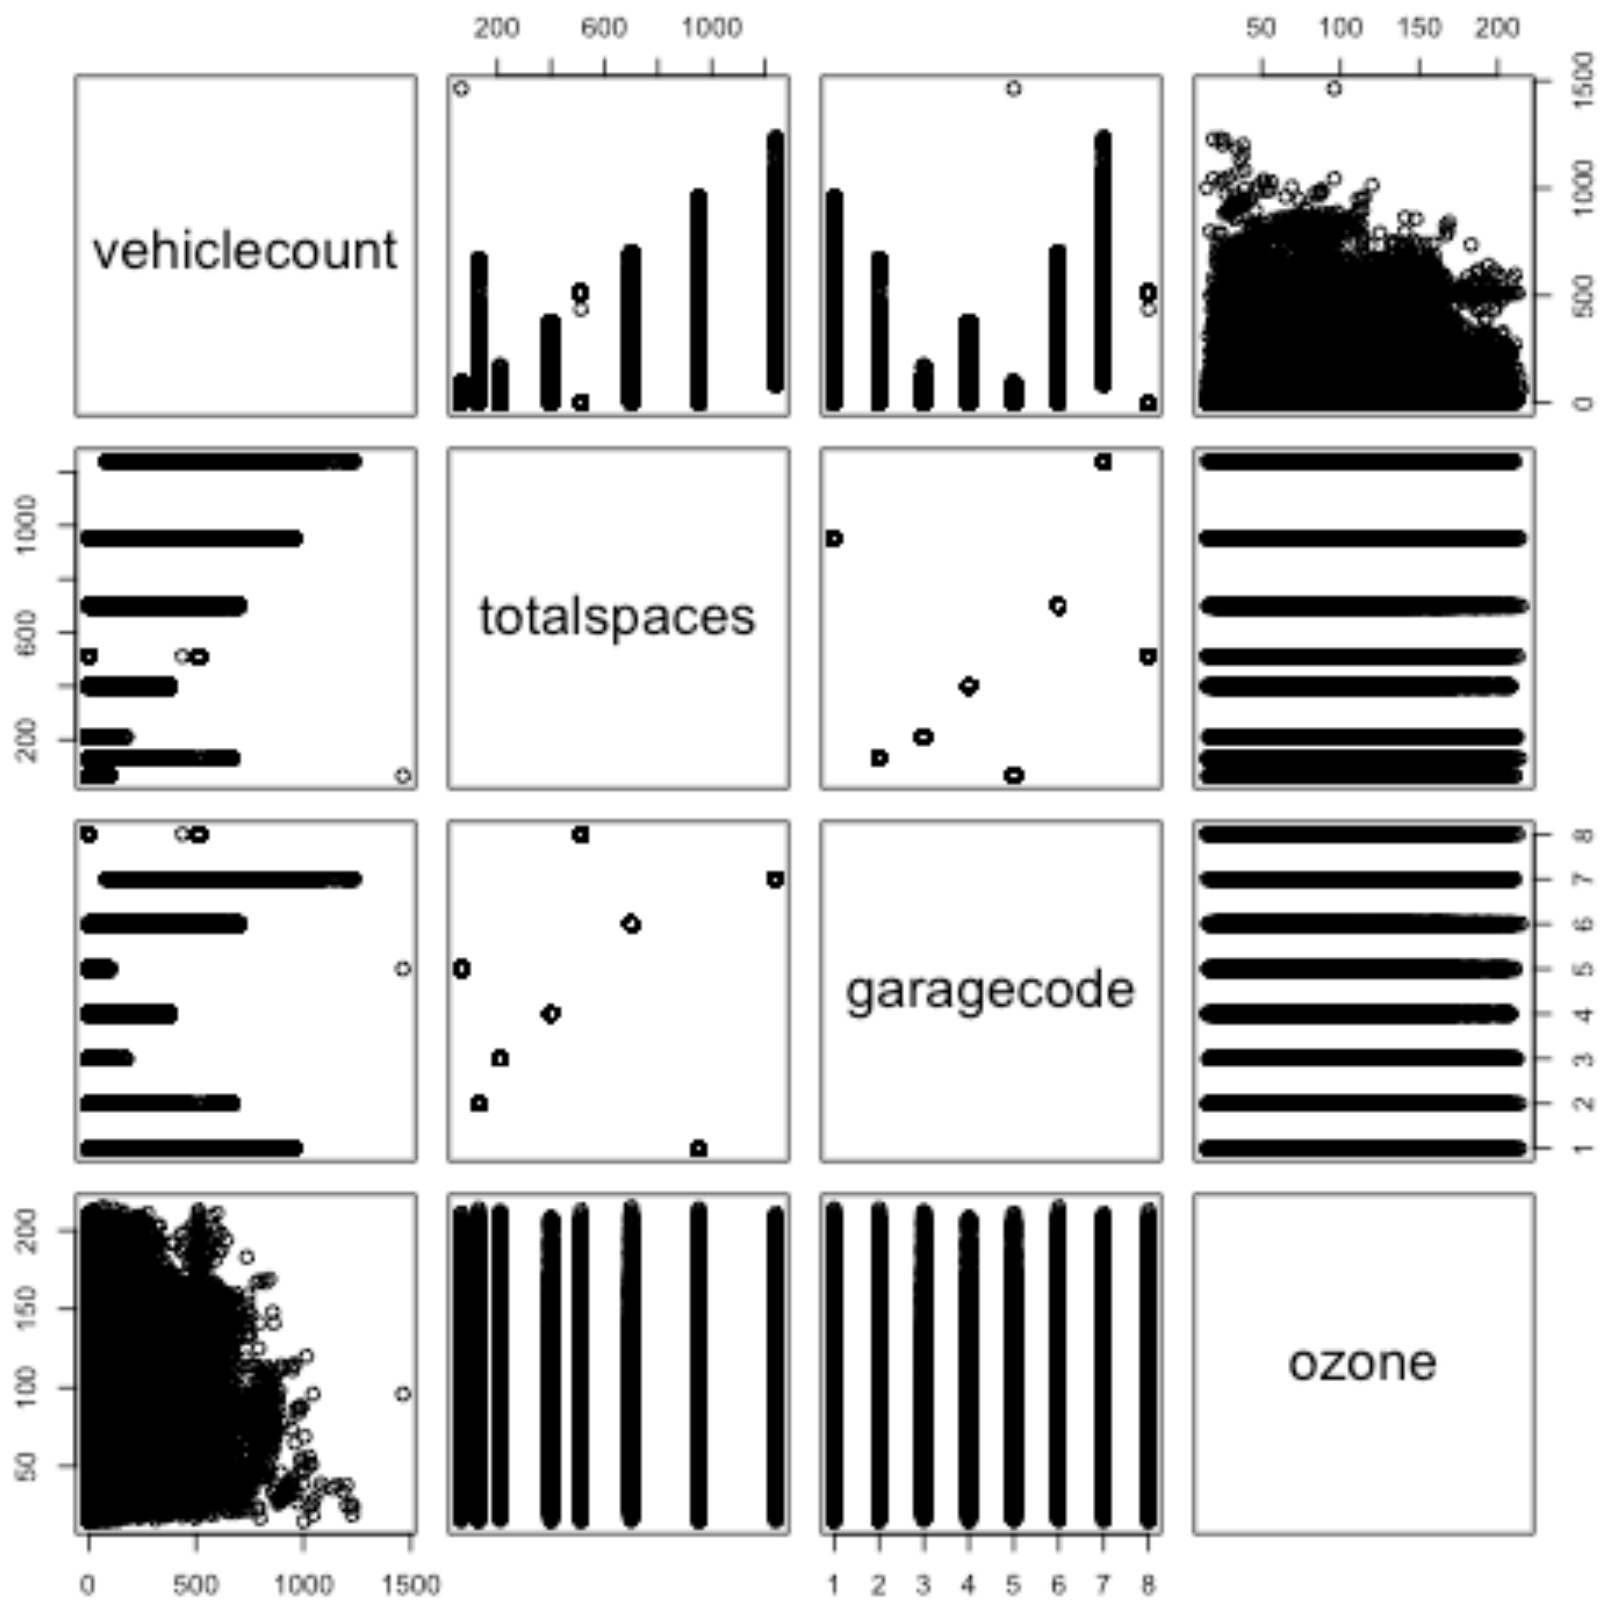 200 600 1000 50 100 150 200
vehiclecount 0 500 1000 1500
200 600 1000 totalspaces
garagecode 1 2 3 4 5 6 7 8
50 100 150 200 ozone
0 500 1000 1500 1 2 3 4 5 6 7 8